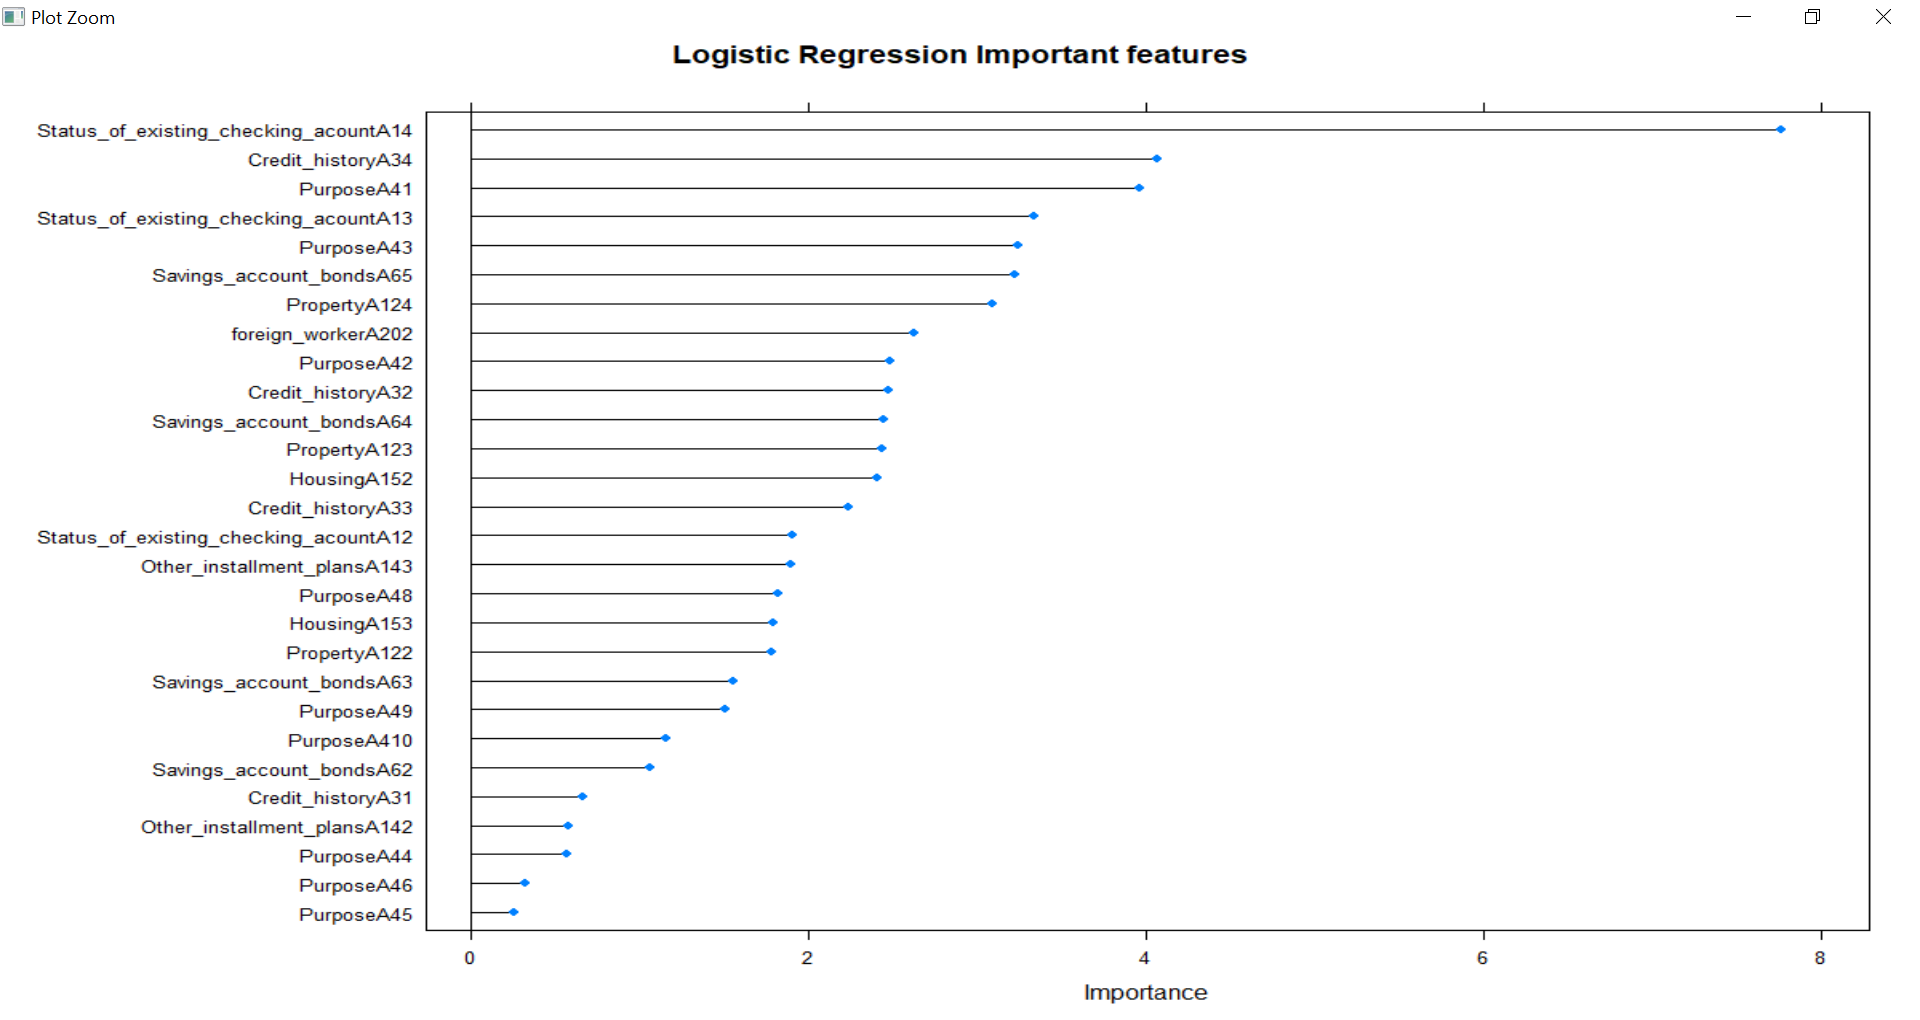 Plot Zoom
Logistic Regression Important features
Status_of_existing_checking_acountA14
Credit_historyA34
PurposeA41
Status_of_existing_checking_acountA13
PurposeA43
Savings_account_bondsA65
PropertyA124
foreign_workerA202
PurposeA42
Credit_historyA32
Savings_account_bondsA64
PropertyA123
HousingA152
Credit_historyA33
Status_of_existing_checking_acountA12
Other_installment_plansA143
PurposeA48
HousingA153
PropertyA122
Savings_account_bondsA63
PurposeA49
PurposeA410
Savings_account_bondsA62
Credit_historyA31
Other_installment_plansA142
PurposeA44
PurposeA46
PurposeA45
0 2 4 6 8
Importance